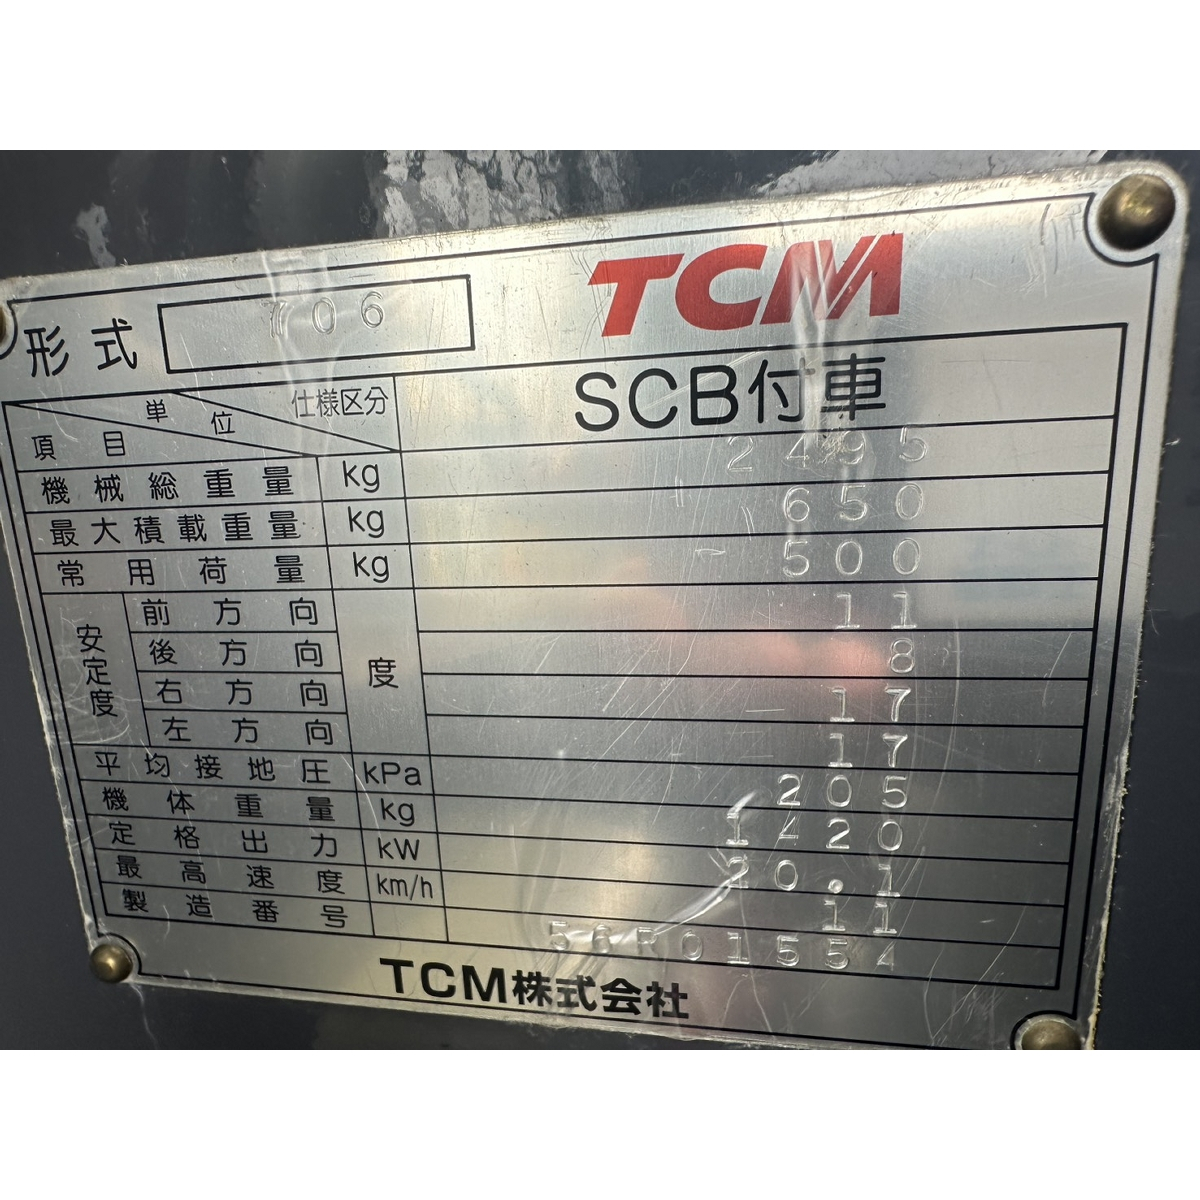 TCM
形式 706
単位 仕様区分 SCB付車
項目
機械総重量 kg 2495
最大積載重量 kg 650
常用荷重 kg 500
安定度 前方向 度 11
後方向 8
右方向 17
左方向 17
平均接地圧 kPa 205
機体重量 kg 1420
定格出力 kW 20.1
最高速度 km/h 11
製造番号 56R01554
TCM株式会社